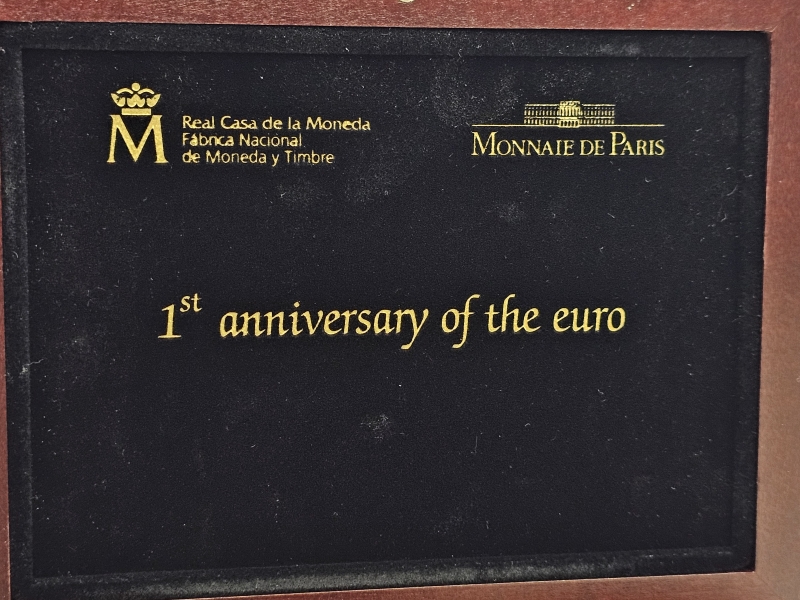 M
Real Casa de la Moneda
Fábrica Nacional
de Moneda y Timbre
MONNAIE DE PARIS
1st anniversary of the euro